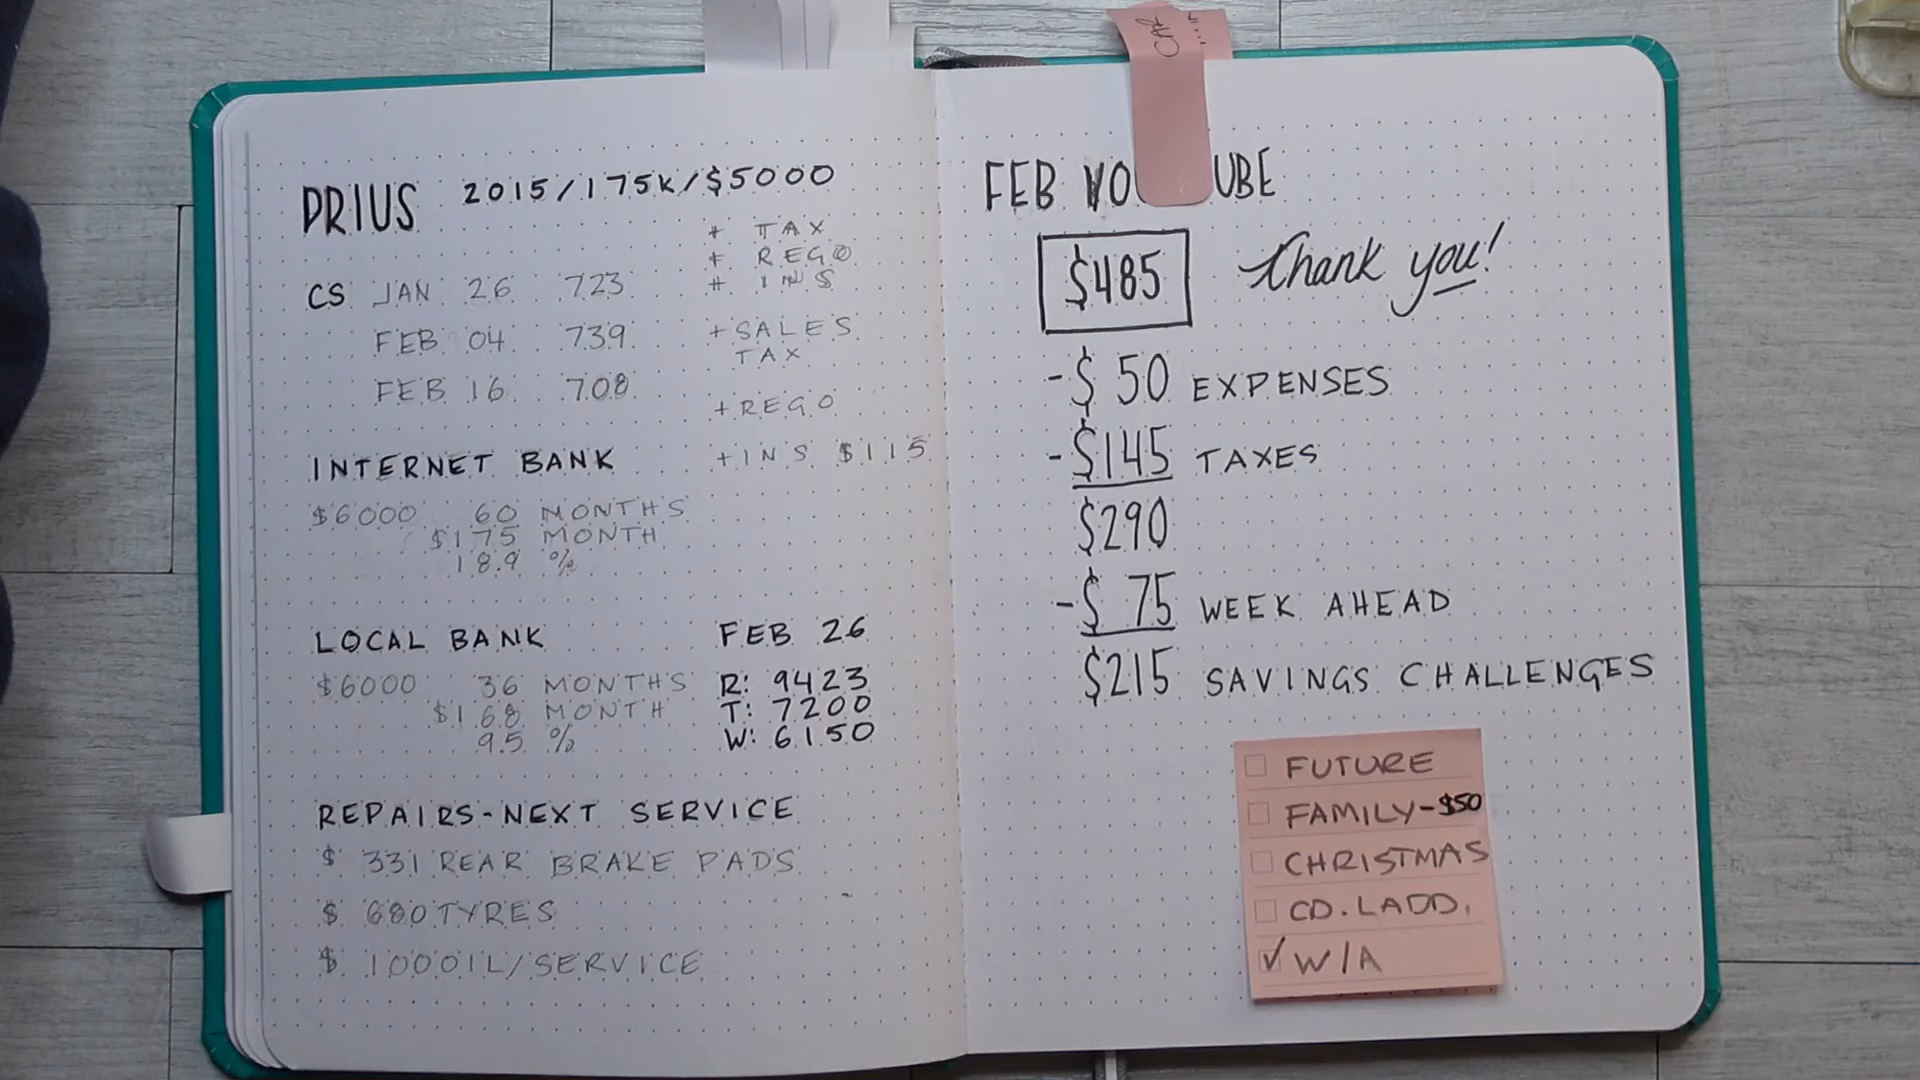 PRIUS 2015/175K/$5000
+ TAX
+ REGO
+ INS
CS JAN 26 723
FEB 04 739
+ SALES
TAX
FEB 16 708
+ REGO
INTERNET BANK
+ INS $115
$6000 60 MONTHS
$175 MONTH
18.9 %
LOCAL BANK FEB 26
$6000 36 MONTHS R: 9423
$168 MONTH T: 7200
9.5 % W: 6150
REPAIRS-NEXT SERVICE
$ 331 REAR BRAKE PADS
$ 680 TYRES
$ 100 OIL/SERVICE
CAR
FEB YO UBE
$485 Thank you!
-$ 50 EXPENSES
-$145 TAXES
$290
-$ 75 WEEK AHEAD
$215 SAVINGS CHALLENGES
FUTURE
FAMILY-$50
CHRISTMAS
CD. LADD.
✓ W/A